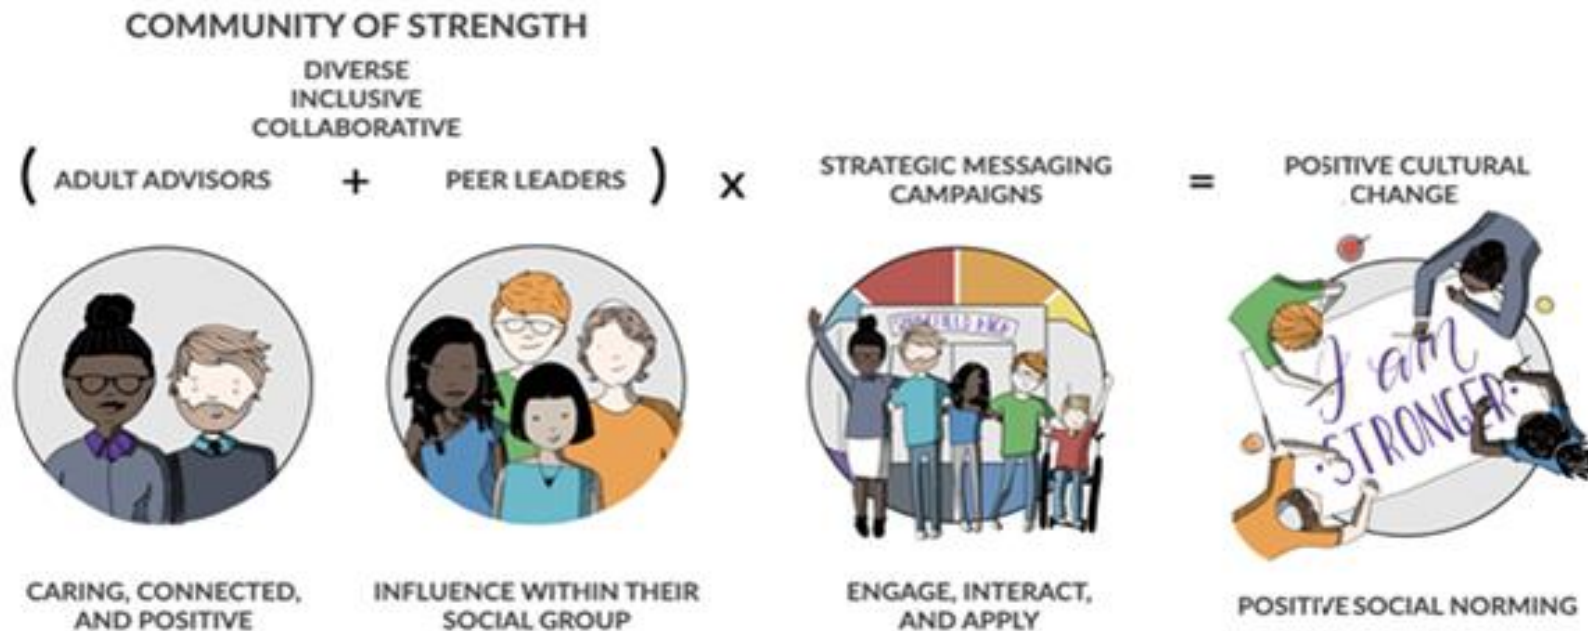 COMMUNITY OF STRENGTH
DIVERSE
INCLUSIVE
COLLABORATIVE
( ADULT ADVISORS + PEER LEADERS ) x
STRATEGIC MESSAGING
CAMPAIGNS
=
POSITIVE CULTURAL
CHANGE
I am
·STRONGER·
CARING, CONNECTED,
AND POSITIVE
INFLUENCE WITHIN THEIR
SOCIAL GROUP
ENGAGE, INTERACT,
AND APPLY
POSITIVE SOCIAL NORMING